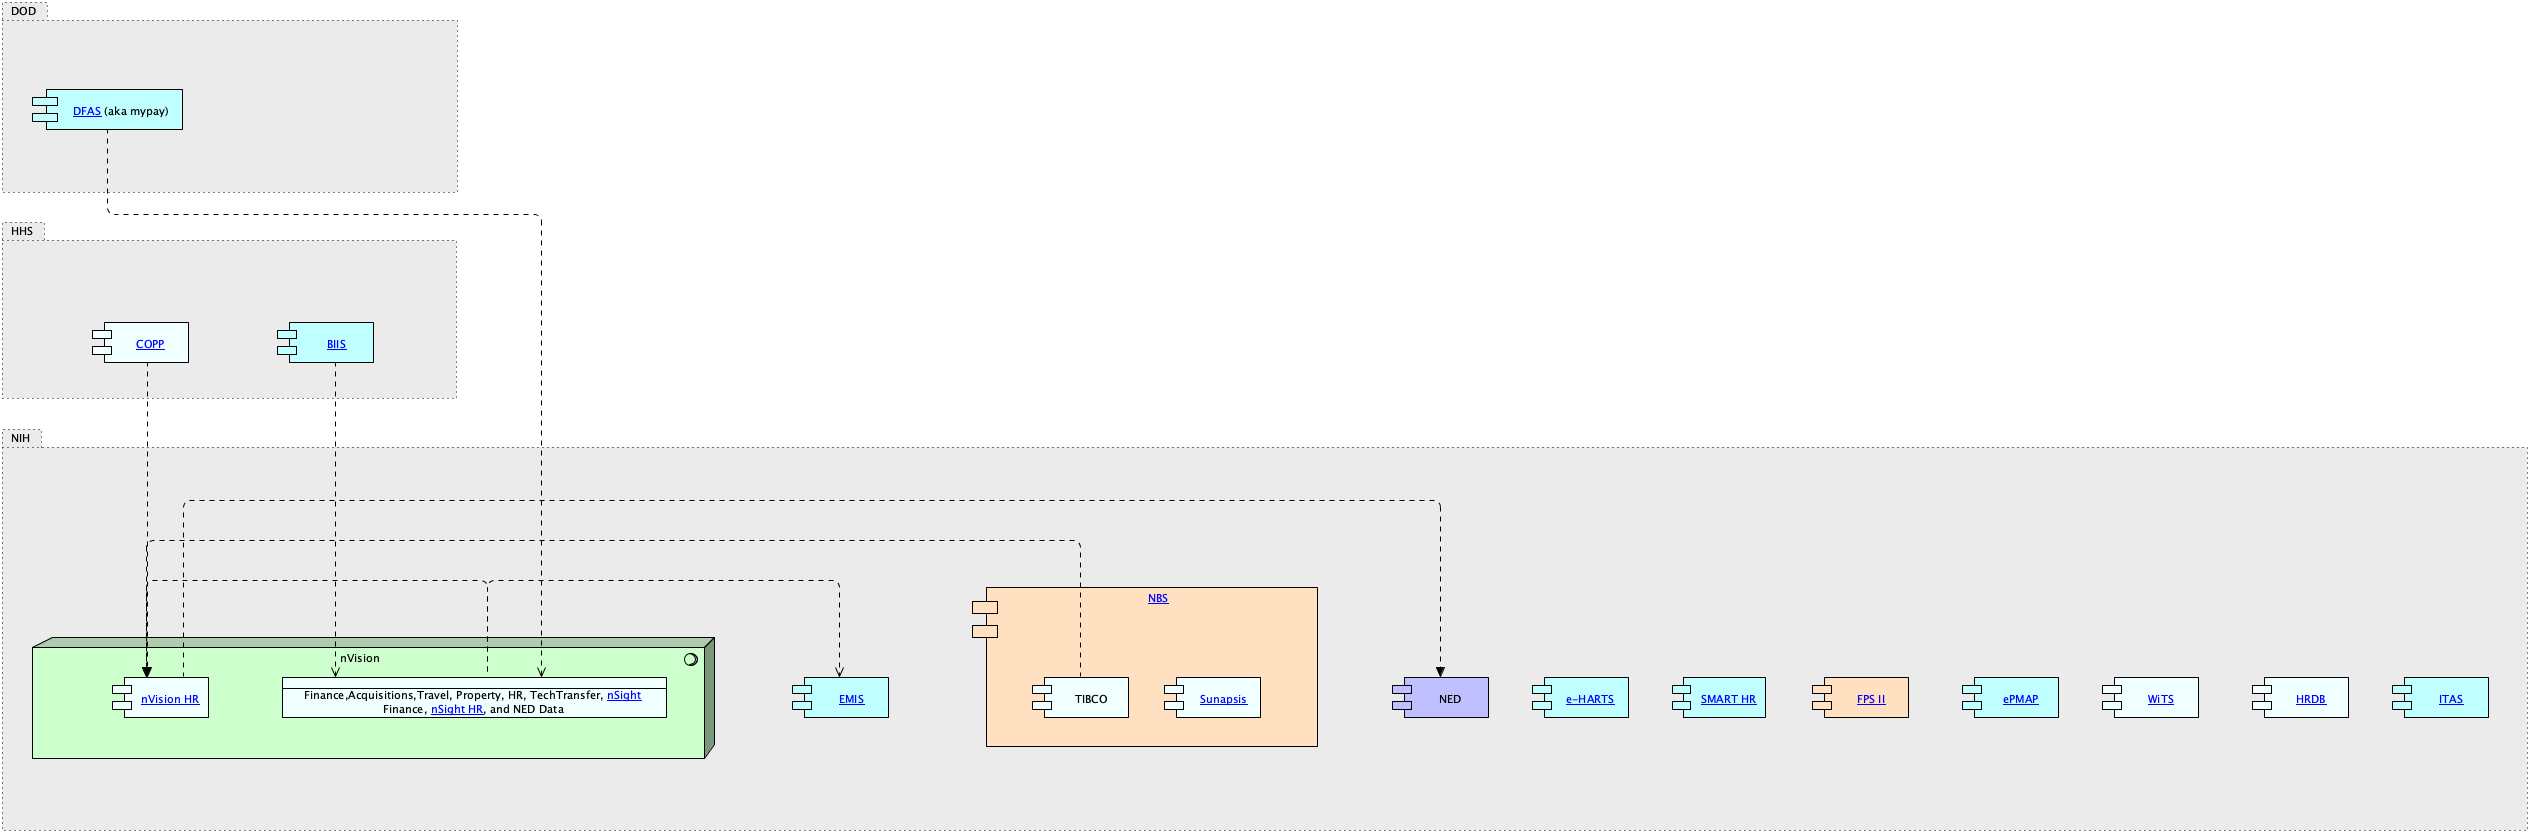 DOD
DFAS (aka mypay)
HHS
COPP
BIIS
NIH
nVision
nVision HR
Finance,Acquisitions,Travel, Property, HR, TechTransfer, nSight
Finance, nSight HR, and NED Data
EMIS
NBS
TIBCO
Sunapsis
NED
e-HARTS
SMART HR
FPS II
ePMAP
WiTS
HRDB
ITAS